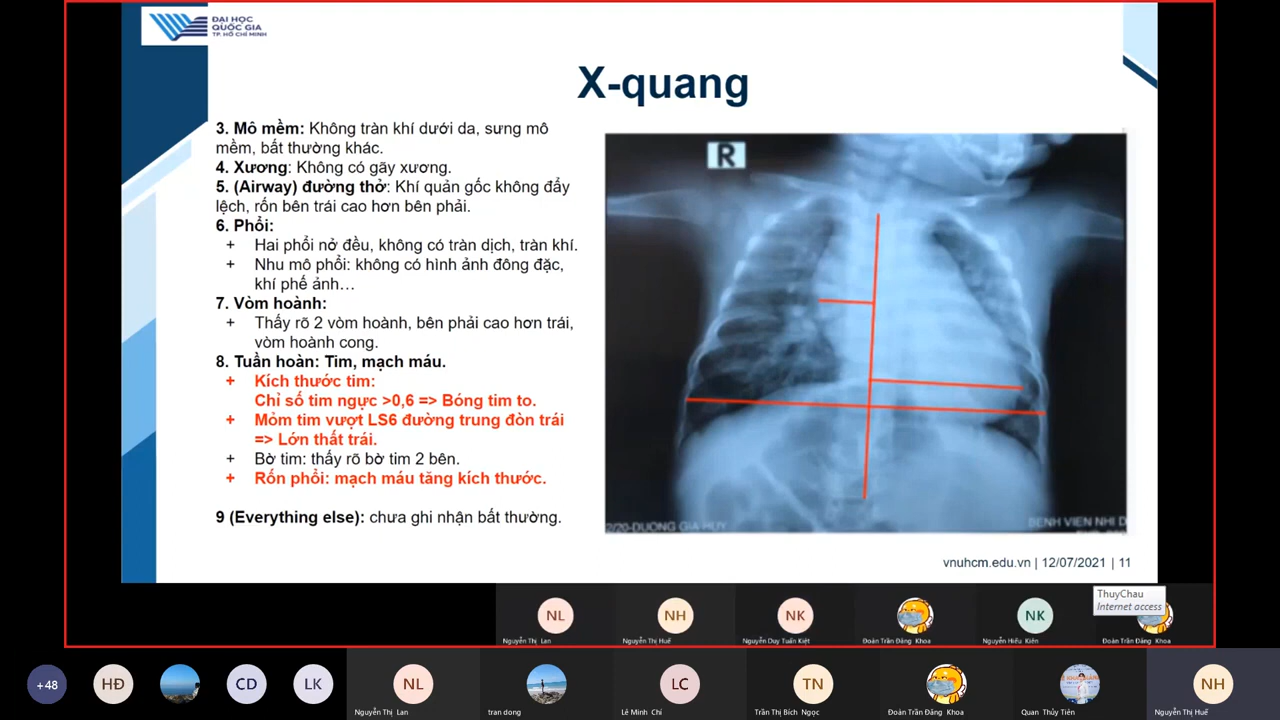 ĐẠI HỌC
QUỐC GIA
TP. HỒ CHÍ MINH
X-quang
3. Mô mềm: Không tràn khí dưới da, sưng mô
mềm, bất thường khác.
4. Xương: Không có gãy xương.
5. (Airway) đường thở: Khí quản gốc không đẩy
lệch, rốn bên trái cao hơn bên phải.
6. Phổi:
+ Hai phổi nở đều, không có tràn dịch, tràn khí.
+ Nhu mô phổi: không có hình ảnh đông đặc,
khí phế ảnh…
7. Vòm hoành:
+ Thấy rõ 2 vòm hoành, bên phải cao hơn trái,
vòm hoành cong.
8. Tuần hoàn: Tim, mạch máu.
+ Kích thước tim:
Chỉ số tim ngực >0,6 => Bóng tim to.
+ Mỏm tim vượt LS6 đường trung đòn trái
=> Lớn thất trái.
+ Bờ tim: thấy rõ bờ tim 2 bên.
+ Rốn phổi: mạch máu tăng kích thước.
9 (Everything else): chưa ghi nhận bất thường.
R
2/20-DUONG GIA HUY
BENH VIEN NHI D
vnuhcm.edu.vn | 12/07/2021 | 11
ThuyChau
Internet access
NL
NH
NK
NK
Nguyễn Thị Lan
Nguyễn Thị Huế
Nguyễn Duy Tuấn Kiệt
Đoàn Trần Đăng Khoa
Nguyễn Hiếu Kiên
Đoàn Trần Đăng Khoa
+48
HĐ
CD
LK
NL
LC
TN
NH
Nguyễn Thị Lan
tran dong
Lê Minh Chí
Trần Thị Bích Ngọc
Đoàn Trần Đăng Khoa
Quan Thủy Tiên
Nguyễn Thị Huế